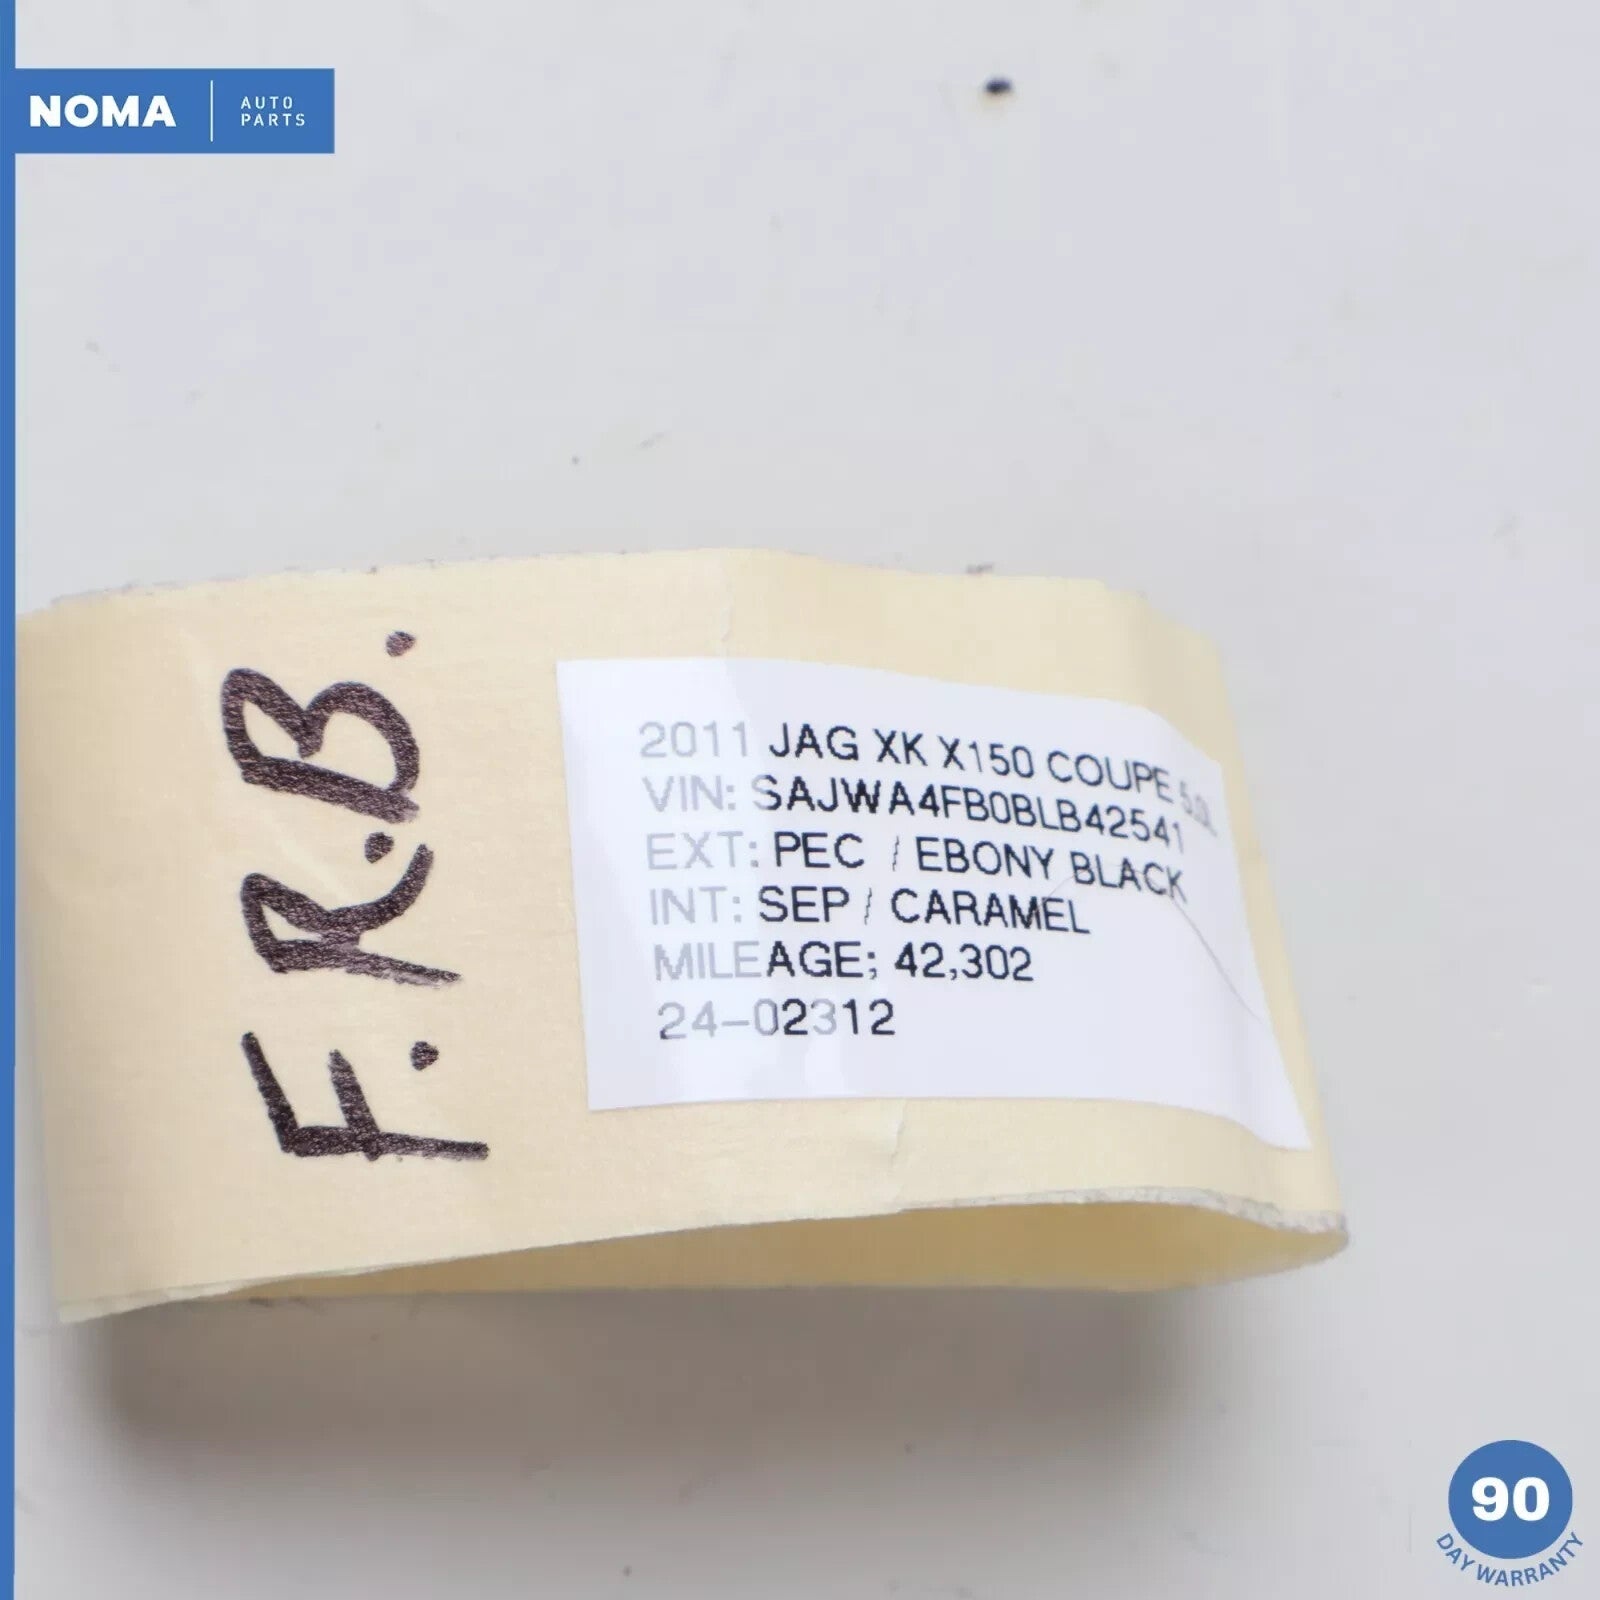 NOMA AUTO PARTS
F.R.B.
2011 JAG XK X150 COUPE 5.0L
VIN: SAJWA4FB0BLB42541
EXT: PEC / EBONY BLACK
INT: SEP / CARAMEL
MILEAGE; 42,302
24-02312
90
DAY WARRANTY